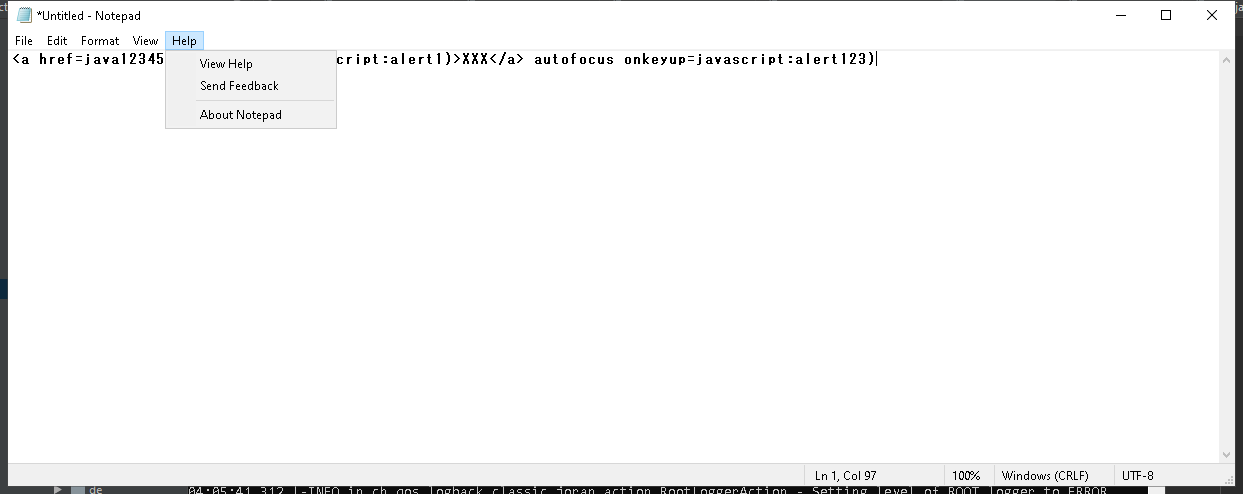 *Untitled - Notepad
File Edit Format View Help
<a href=java12345 cript:alert1)>XXX</a> autofocus onkeyup=javascript:alert123)
View Help
Send Feedback
About Notepad
Ln 1, Col 97 100% Windows (CRLF) UTF-8
de 04:05:41,312 |-INFO in ch.qos.logback.classic.joran.action.RootLoggerAction - Setting level of ROOT logger to ERROR